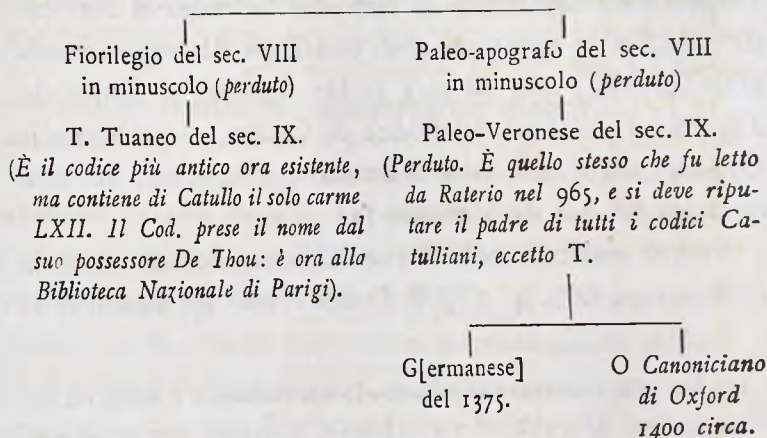 Fiorilegio del sec. VIII
in minuscolo (perduto)
T. Tuaneo del sec. IX.
(È il codice più antico ora esistente,
ma contiene di Catullo il solo carme
LXII. Il Cod. prese il nome dal
suo possessore De Thou: è ora alla
Biblioteca Nazionale di Parigi).
Paleo-apografo del sec. VIII
in minuscolo (perduto)
Paleo-Veronese del sec. IX.
(Perduto. È quello stesso che fu letto
da Raterio nel 965, e si deve ripu-
tare il padre di tutti i codici Ca-
tulliani, eccetto T.
G[ermanese]
del 1375.
O Canoniciano
di Oxford
1400 circa.